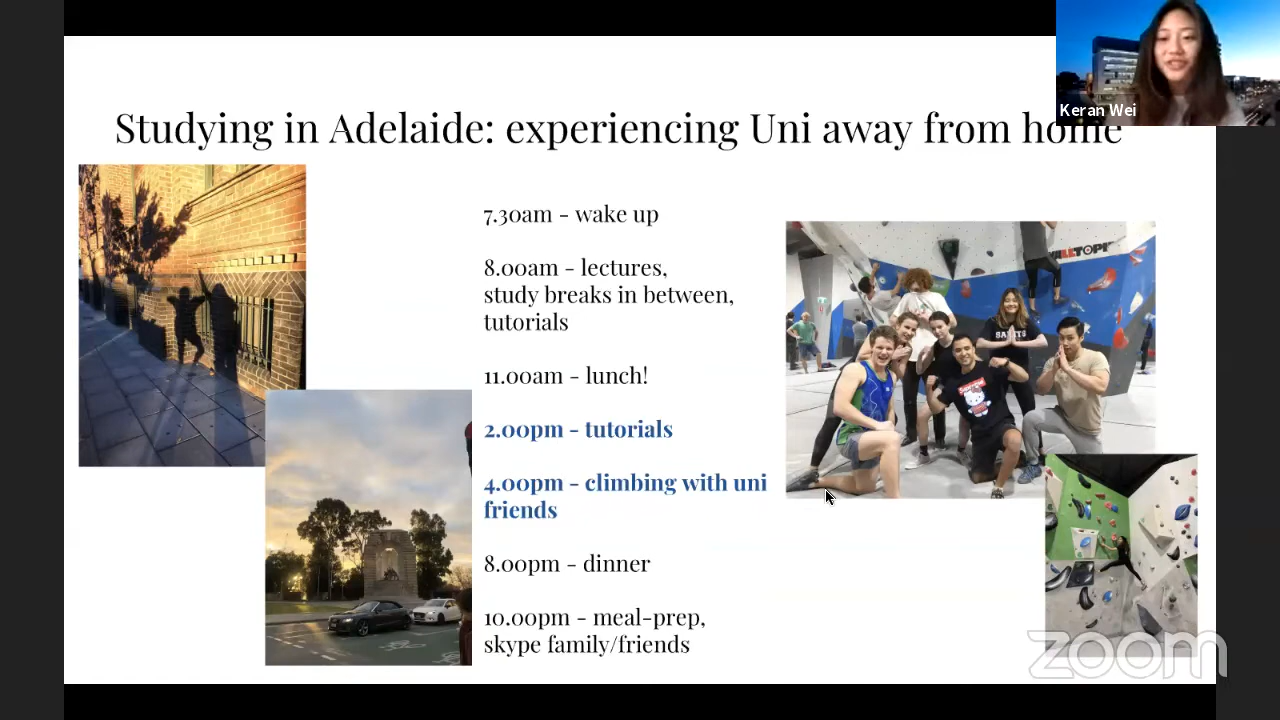 Keran Wei
Studying in Adelaide: experiencing Uni away from home
7.30am - wake up
8.00am - lectures,
study breaks in between,
tutorials
11.00am - lunch!
2.00pm - tutorials
4.00pm - climbing with uni
friends
8.00pm - dinner
10.00pm - meal-prep,
skype family/friends
zoom